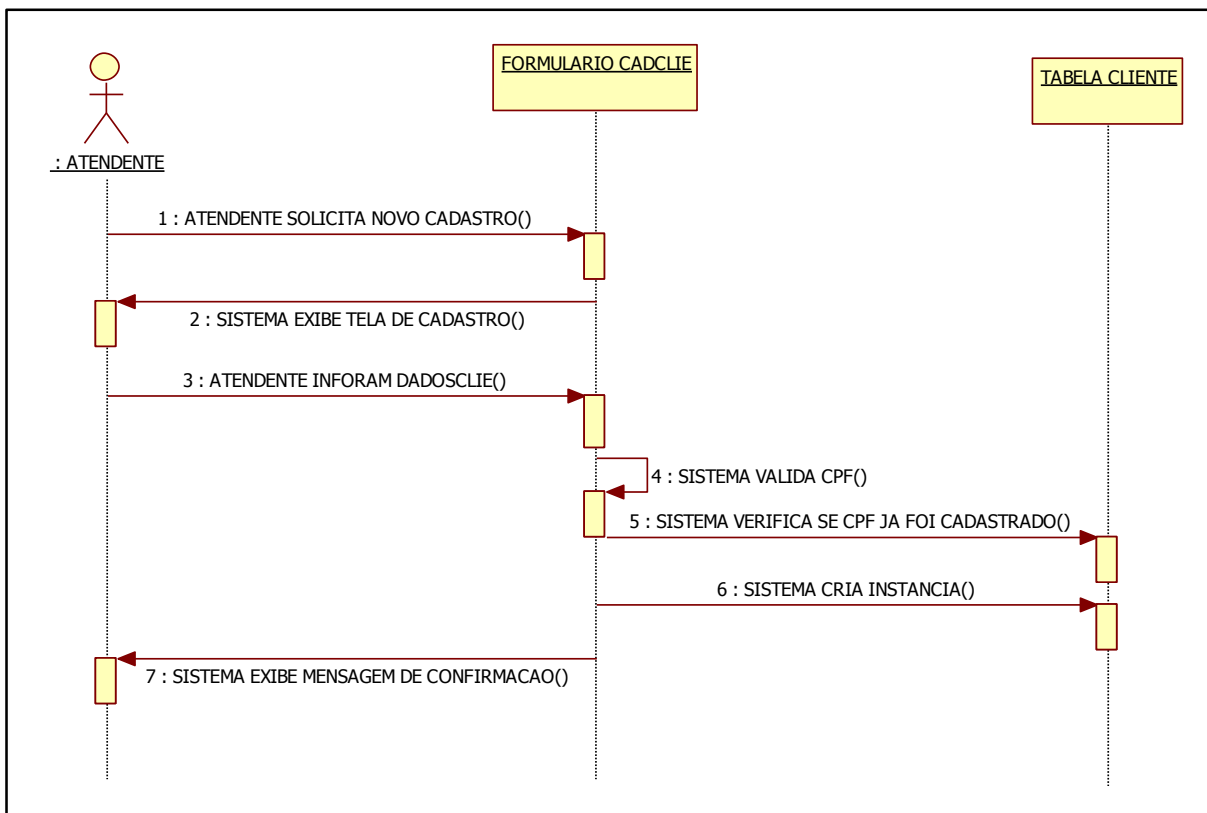 FORMULARIO CADCLIE
TABELA CLIENTE
: ATENDENTE
1 : ATENDENTE SOLICITA NOVO CADASTRO()
2 : SISTEMA EXIBE TELA DE CADASTRO()
3 : ATENDENTE INFORAM DADOSCLIE()
4 : SISTEMA VALIDA CPF()
5 : SISTEMA VERIFICA SE CPF JA FOI CADASTRADO()
6 : SISTEMA CRIA INSTANCIA()
7 : SISTEMA EXIBE MENSAGEM DE CONFIRMACAO()